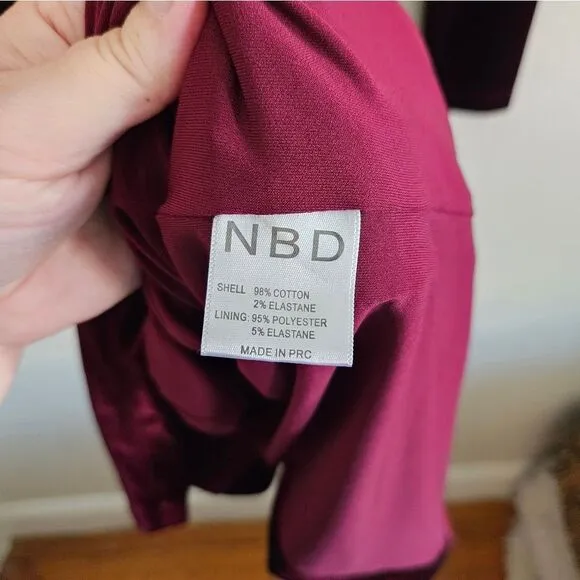 NBD
SHELL 98% COTTON
2% ELASTANE
LINING: 95% POLYESTER
5% ELASTANE
MADE IN PRC